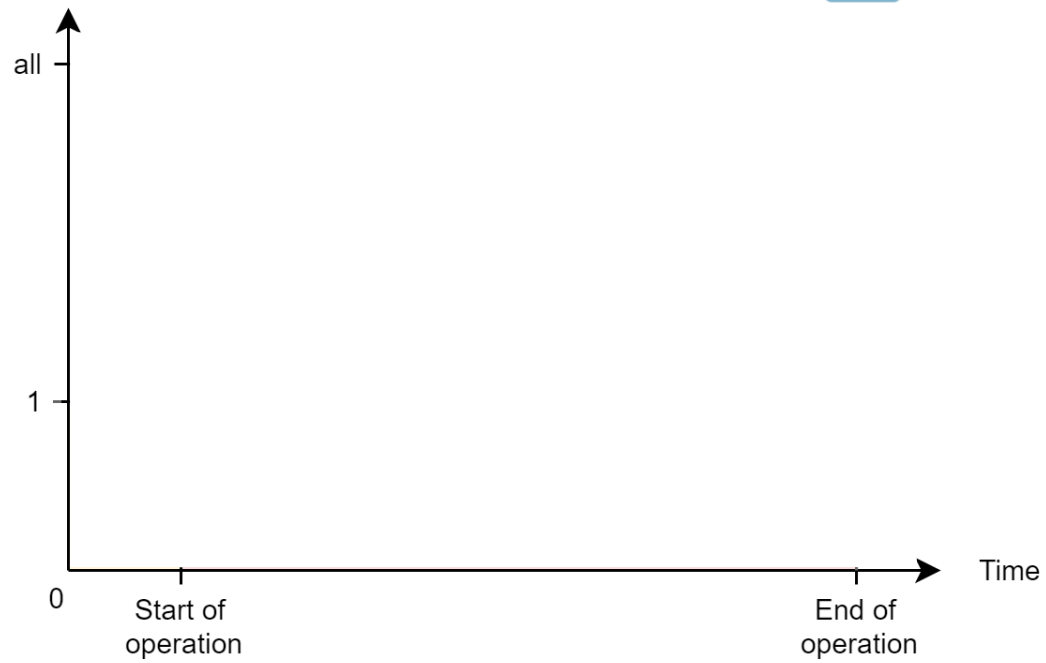 all
1
0
Time
Start of
operation
End of
operation